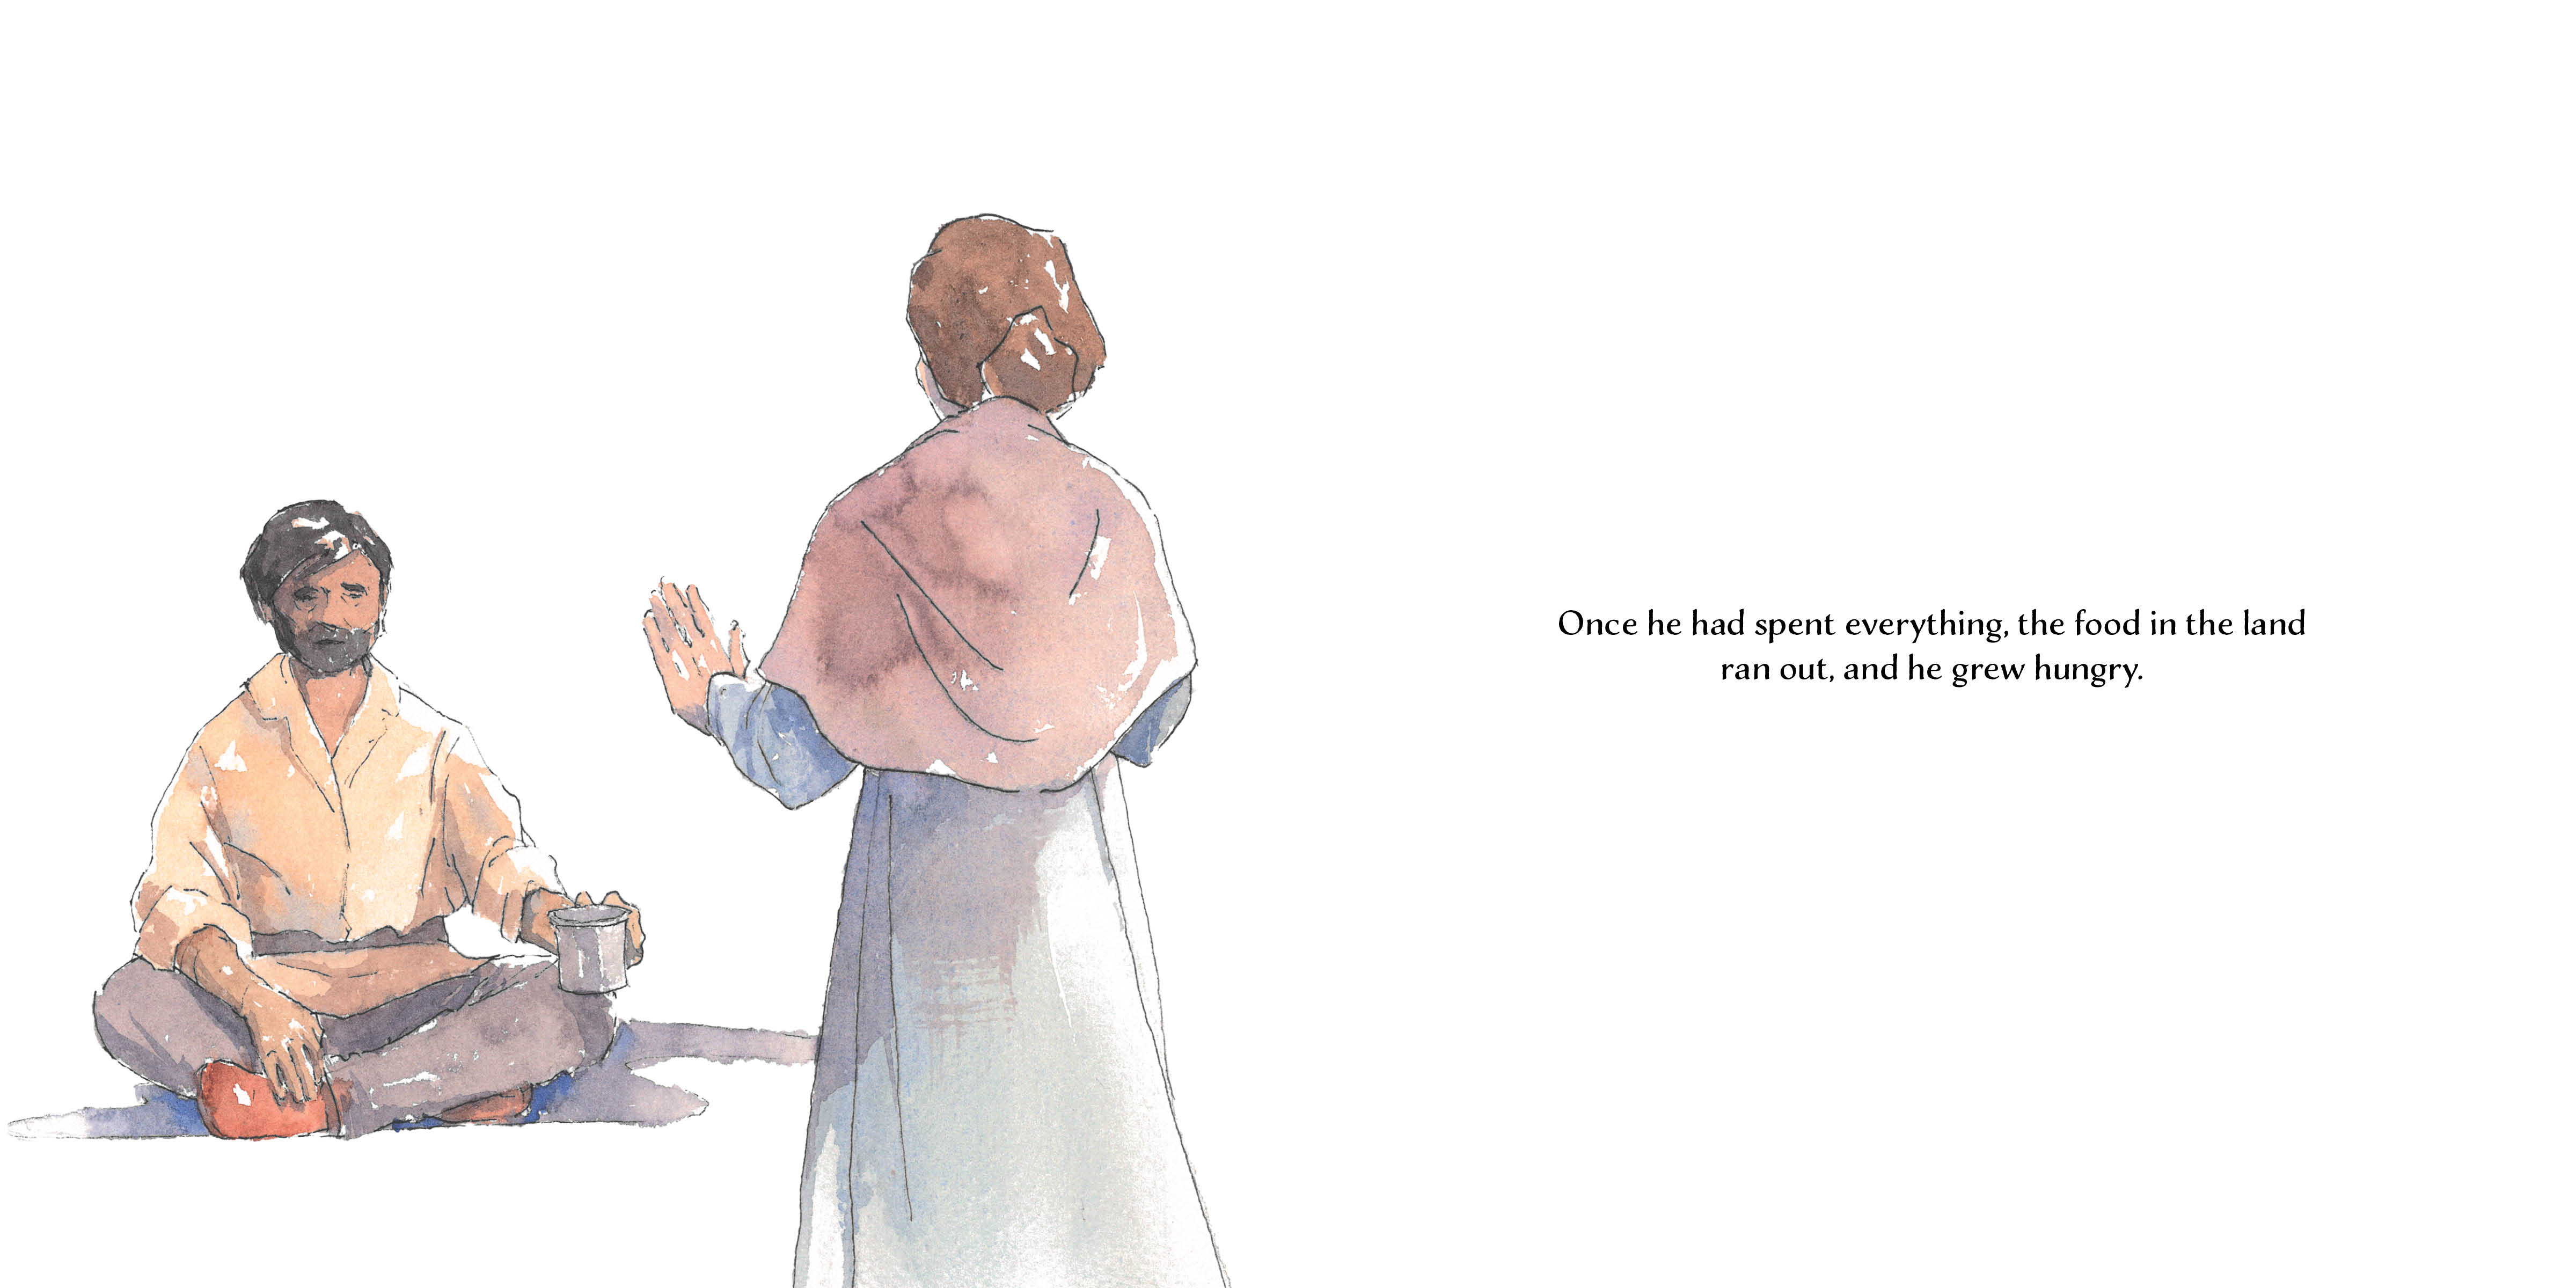 Once he had spent everything, the food in the land
ran out, and he grew hungry.